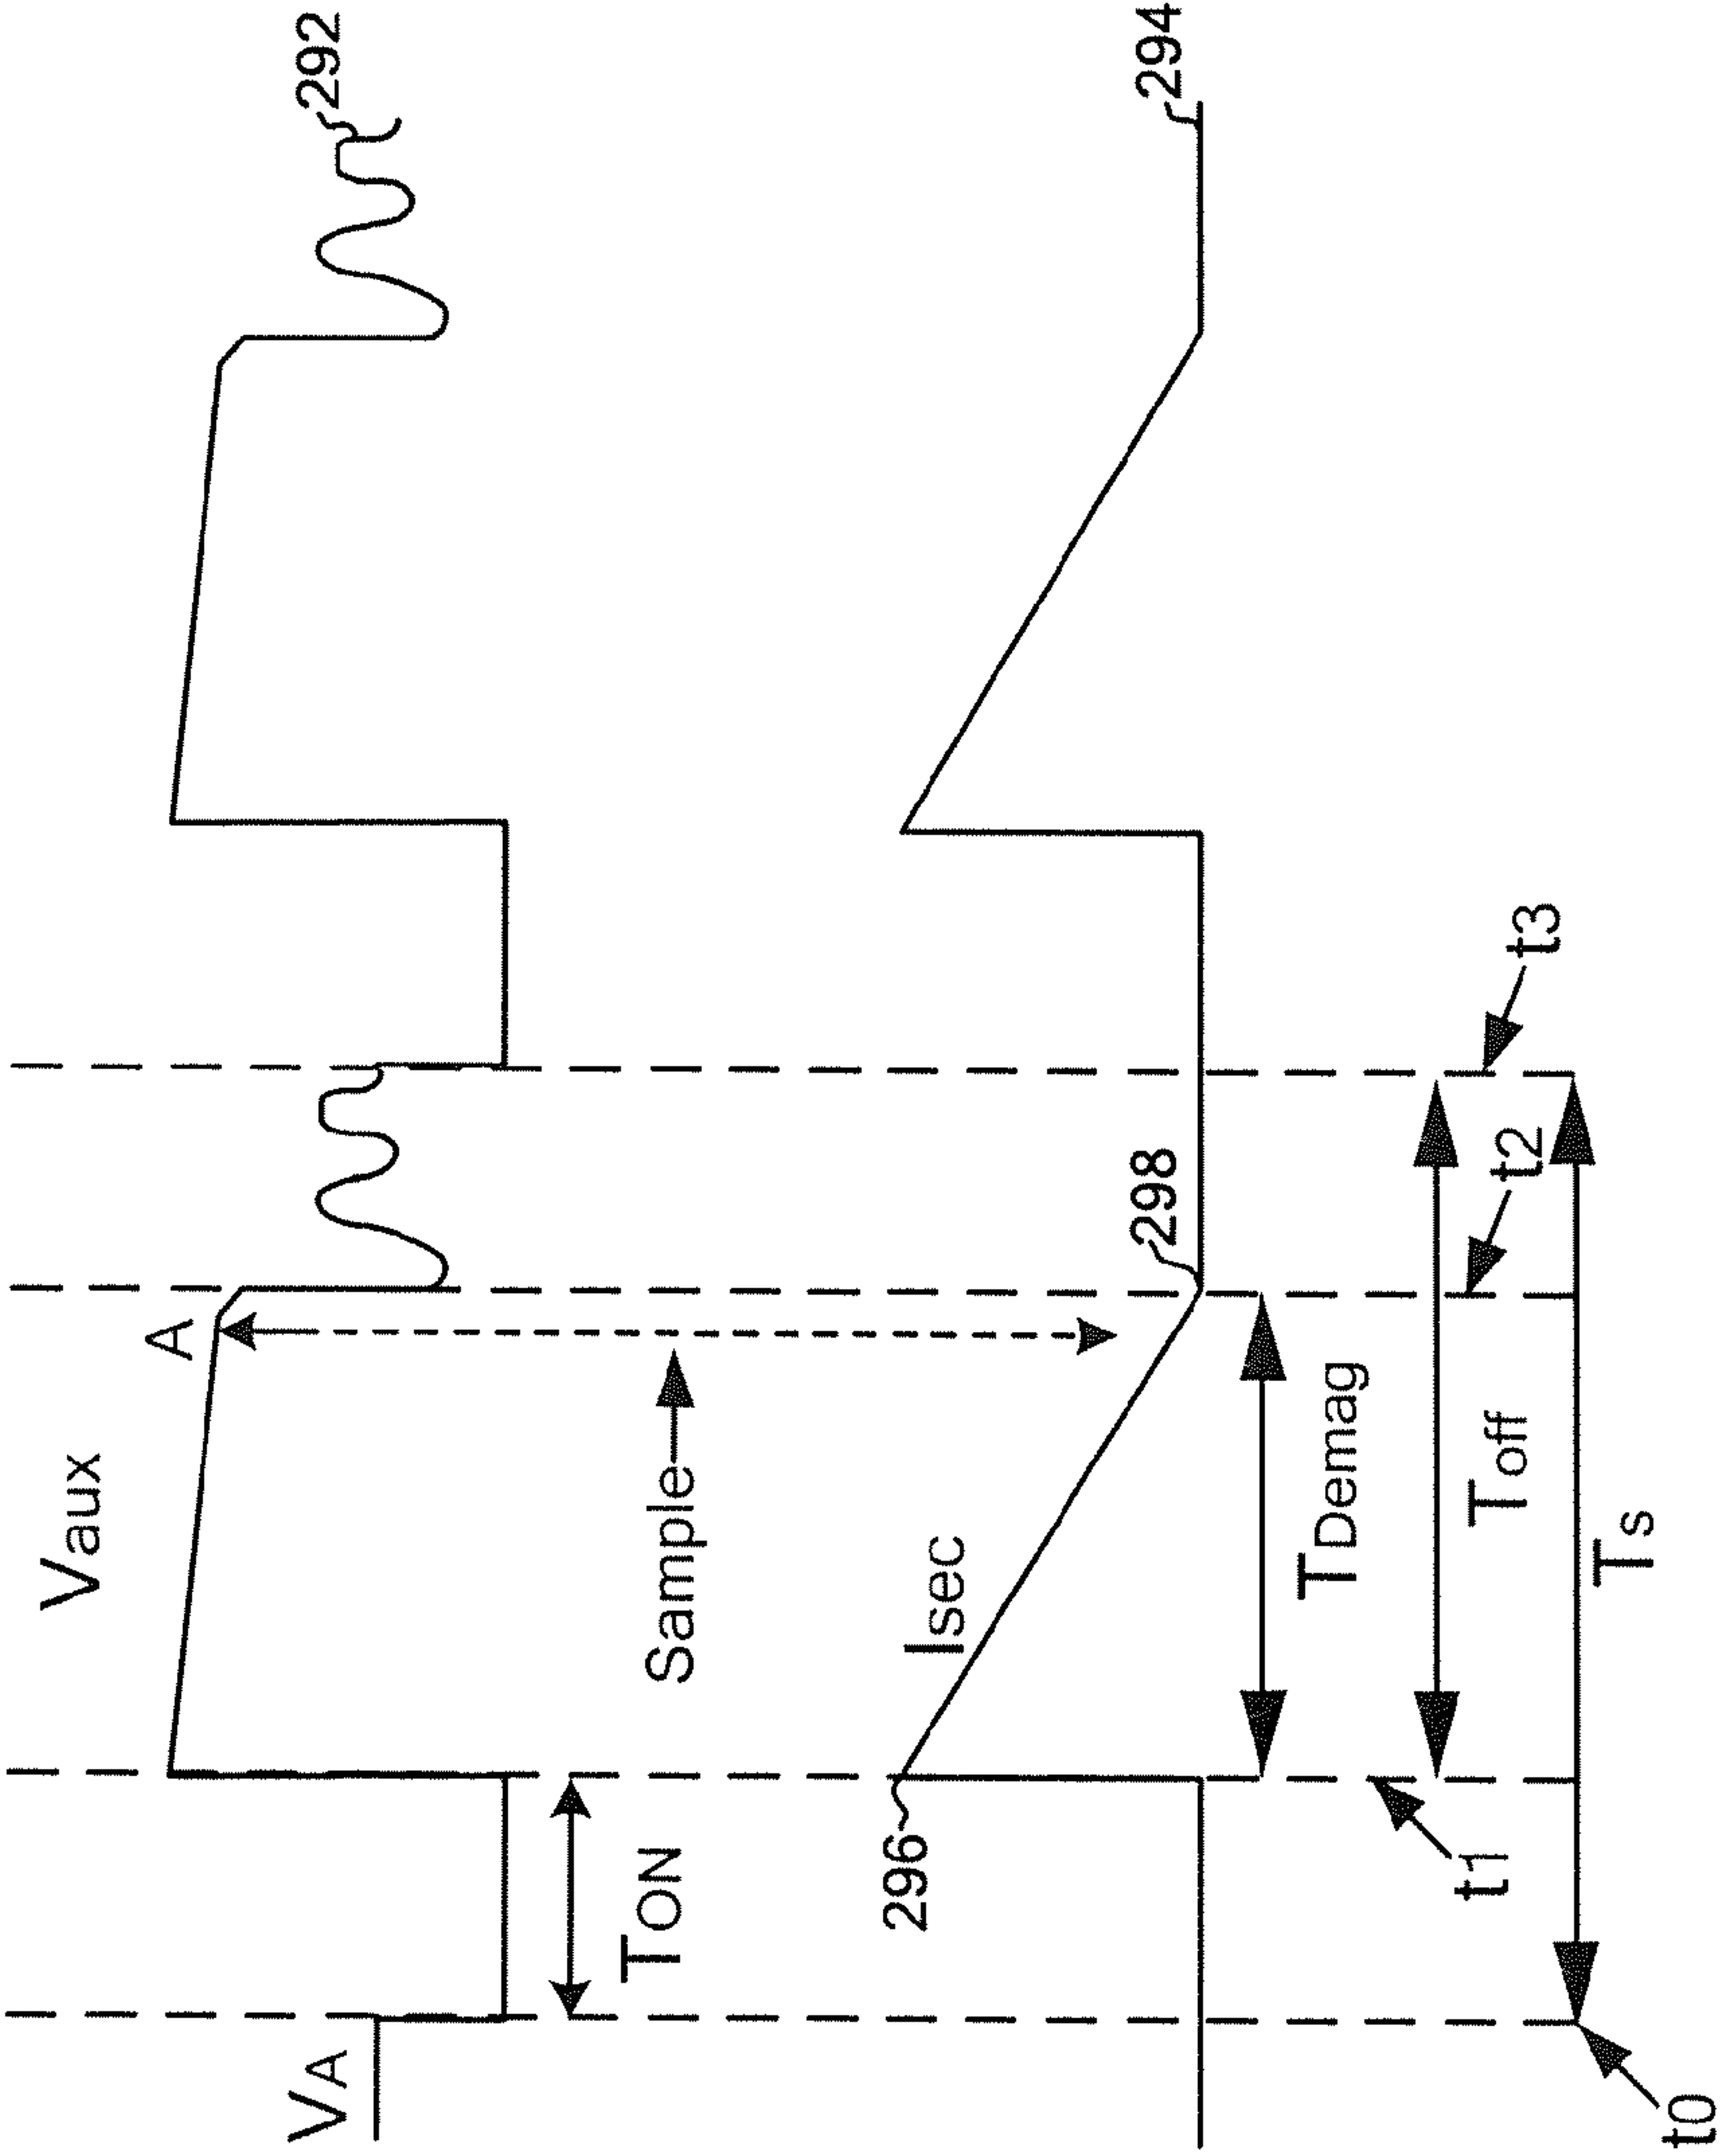 VA
Vaux
A
292
TON
Sample
296
Isec
298
294
TDemag
t1
Toff
t2
t3
t0
Ts